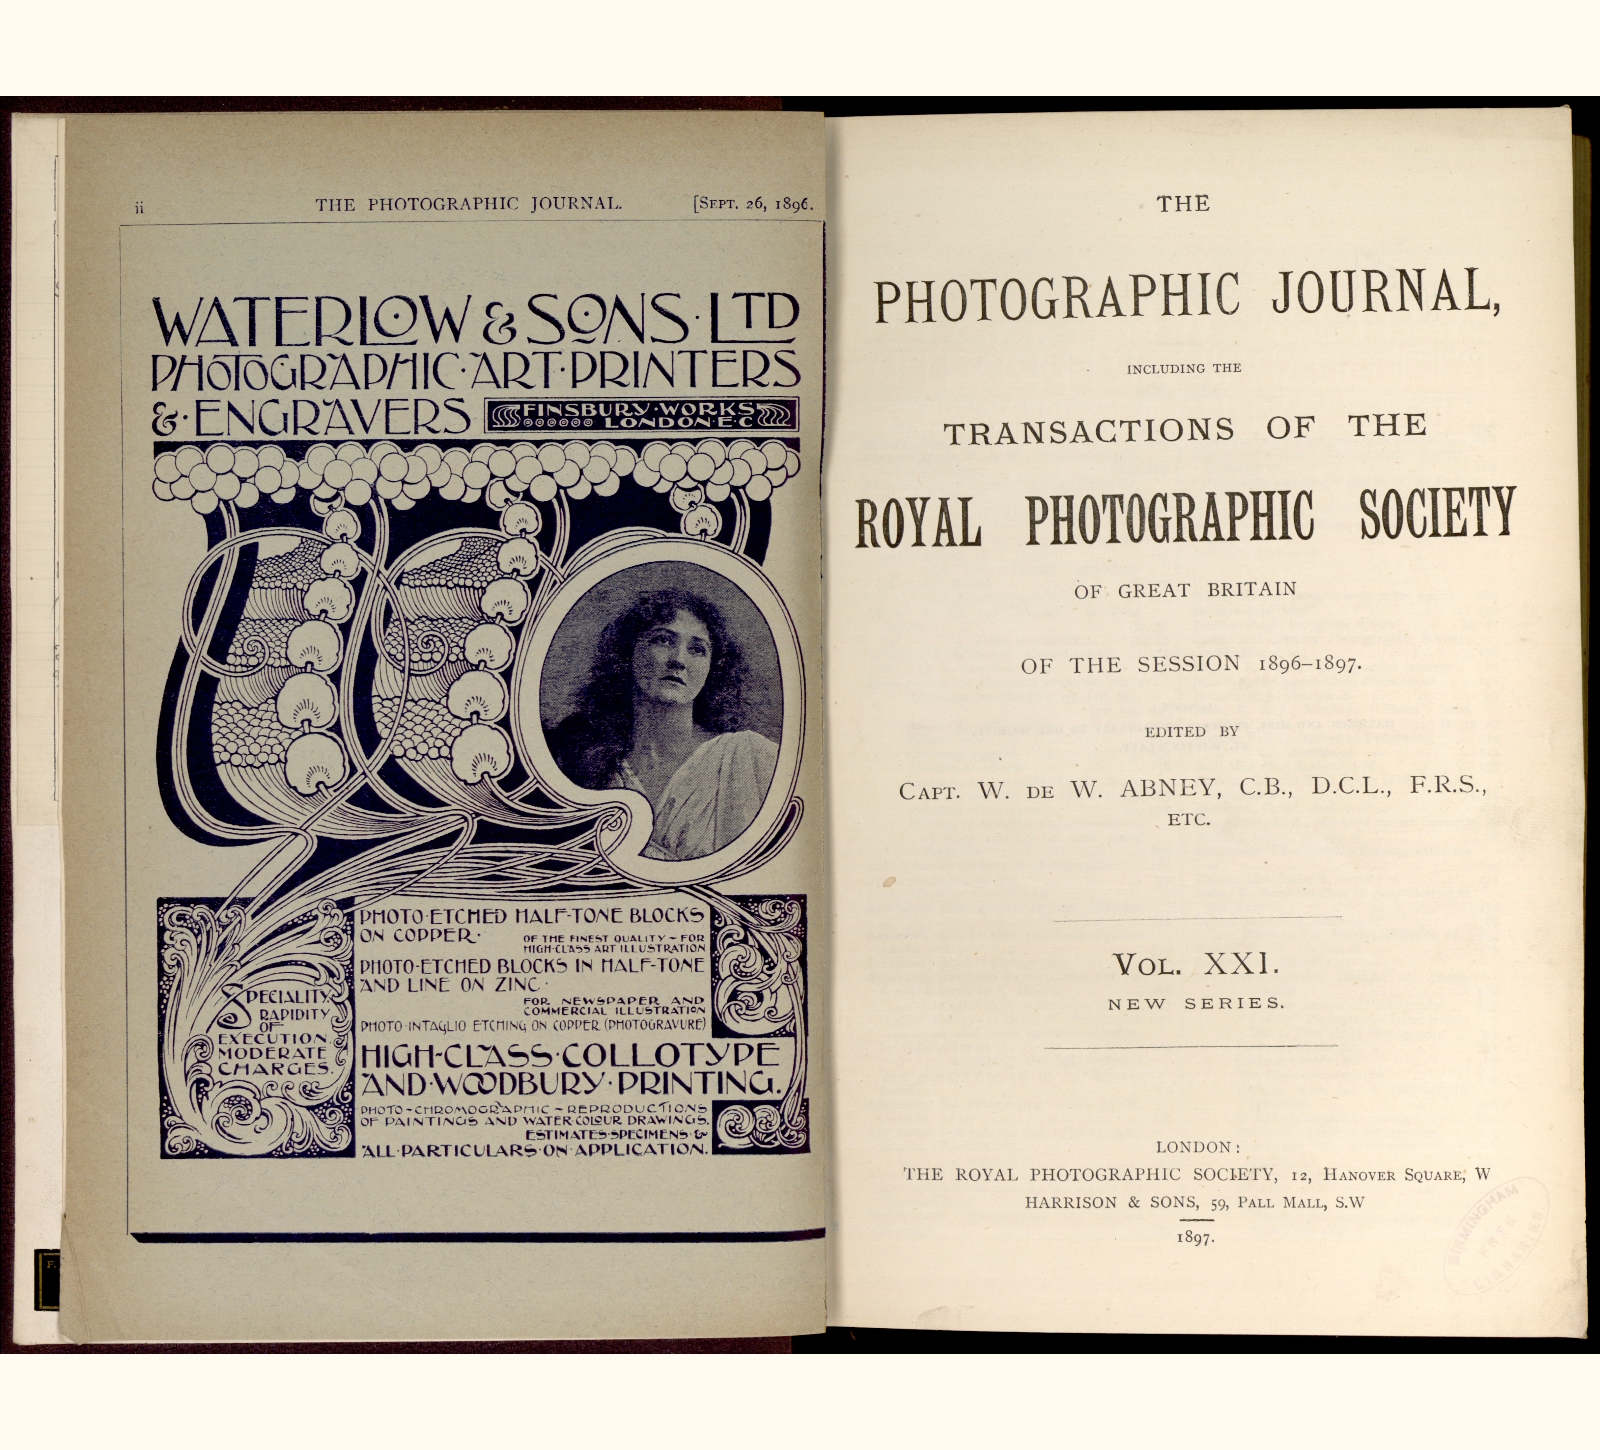 ii THE PHOTOGRAPHIC JOURNAL. [SEPT. 26, 1896.
WATERLOW & SONS·LTD
PHOTOGRAPHIC·ART·PRINTERS
&·ENGRAVERS
FINSBURY·WORKS
LONDON·E·C
PHOTO-ETCHED HALF-TONE BLOCKS
ON COPPER·
OF THE FINEST QUALITY – FOR
HIGH-CLASS ART ILLUSTRATION
PHOTO-ETCHED BLOCKS IN HALF-TONE
AND LINE ON ZINC·
FOR NEWSPAPER AND
COMMERCIAL ILLUSTRATION
PHOTO-INTAGLIO ETCHING ON COPPER (PHOTOGRAVURE)
SPECIALITY.
RAPIDITY
OF
EXECUTION.
MODERATE
CHARGES.
HIGH-CLASS·COLLOTYPE
AND·WOODBURY·PRINTING.
PHOTO-CHROMOGRAPHIC-REPRODUCTIONS
OF PAINTINGS AND WATER·COLOUR DRAWINGS.
ESTIMATES·SPECIMENS·&
ALL·PARTICULARS·ON·APPLICATION.
THE
PHOTOGRAPHIC JOURNAL,
INCLUDING THE
TRANSACTIONS OF THE
ROYAL PHOTOGRAPHIC SOCIETY
OF GREAT BRITAIN
OF THE SESSION 1896–1897.
EDITED BY
CAPT. W. DE W. ABNEY, C.B., D.C.L., F.R.S.,
ETC.
VOL. XXI.
NEW SERIES.
LONDON:
THE ROYAL PHOTOGRAPHIC SOCIETY, 12, HANOVER SQUARE, W
HARRISON & SONS, 59, PALL MALL, S.W
1897.
BIRMINGHAM
FREE
LIBRARIES